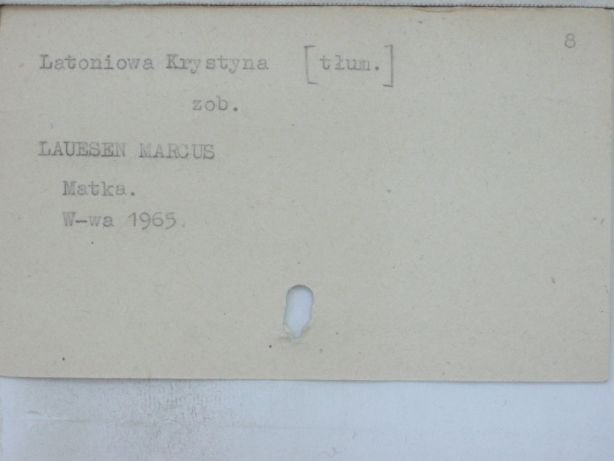 8
Latoniowa Krystyna [tłum.]
zob.
LAUESEN MARCUS
Matka.
W-wa 1965.